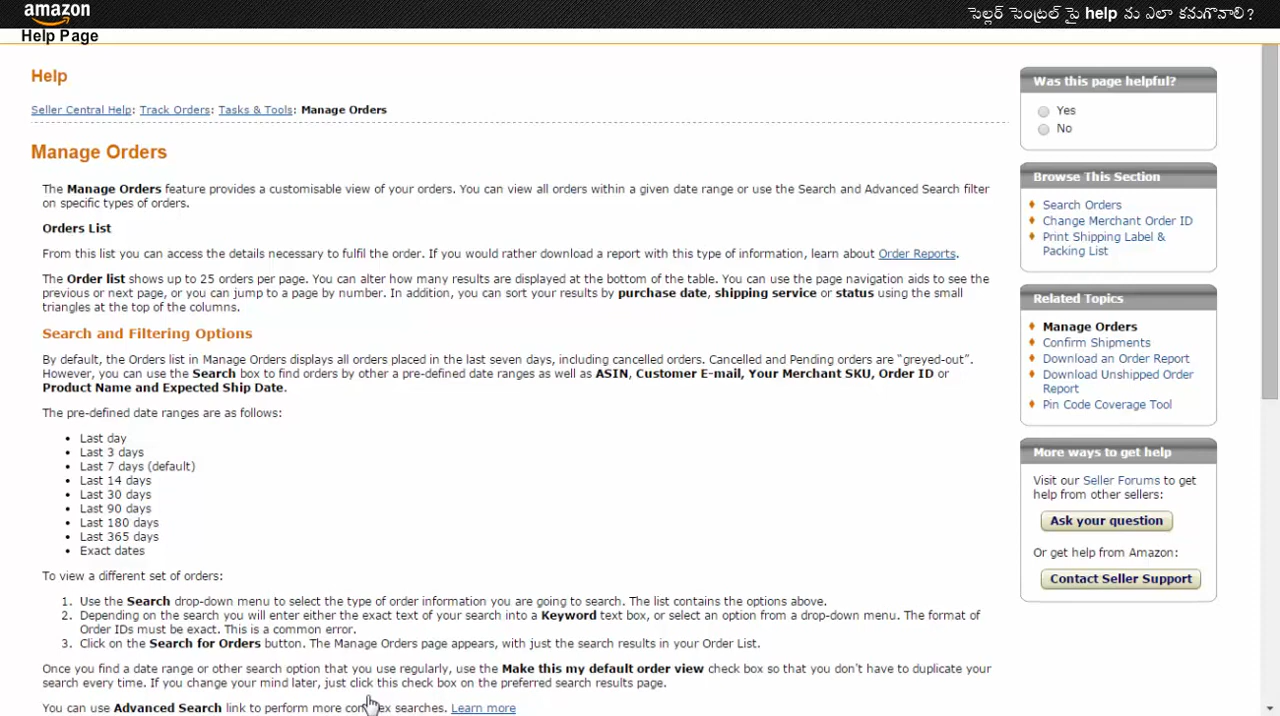 amazon
సెల్లర్ సెంట్రల్ పై help ను ఎలా కనుగొవాలి?
Help Page
Help
Seller Central Help: Track Orders: Tasks & Tools: Manage Orders
Manage Orders
The Manage Orders feature provides a customisable view of your orders. You can view all orders within a given date range or use the Search and Advanced Search filter
on specific types of orders.
Orders List
From this list you can access the details necessary to fulfil the order. If you would rather download a report with this type of information, learn about Order Reports.
The Order list shows up to 25 orders per page. You can alter how many results are displayed at the bottom of the table. You can use the page navigation aids to see the
previous or next page, or you can jump to a page by number. In addition, you can sort your results by purchase date, shipping service or status using the small
triangles at the top of the columns.
Search and Filtering Options
By default, the Orders list in Manage Orders displays all orders placed in the last seven days, including cancelled orders. Cancelled and Pending orders are “greyed-out”.
However, you can use the Search box to find orders by other a pre-defined date ranges as well as ASIN, Customer E-mail, Your Merchant SKU, Order ID or
Product Name and Expected Ship Date.
The pre-defined date ranges are as follows:
• Last day
• Last 3 days
• Last 7 days (default)
• Last 14 days
• Last 30 days
• Last 90 days
• Last 180 days
• Last 365 days
• Exact dates
To view a different set of orders:
1. Use the Search drop-down menu to select the type of order information you are going to search. The list contains the options above.
2. Depending on the search you will enter either the exact text of your search into a Keyword text box, or select an option from a drop-down menu. The format of
Order IDs must be exact. This is a common error.
3. Click on the Search for Orders button. The Manage Orders page appears, with just the search results in your Order List.
Once you find a date range or other search option that you use regularly, use the Make this my default order view check box so that you don't have to duplicate your
search every time. If you change your mind later, just click this check box on the preferred search results page.
You can use Advanced Search link to perform more complex searches. Learn more
Was this page helpful?
Yes
No
Browse This Section
Search Orders
Change Merchant Order ID
Print Shipping Label &
Packing List
Related Topics
Manage Orders
Confirm Shipments
Download an Order Report
Download Unshipped Order
Report
Pin Code Coverage Tool
More ways to get help
Visit our Seller Forums to get
help from other sellers:
Ask your question
Or get help from Amazon:
Contact Seller Support